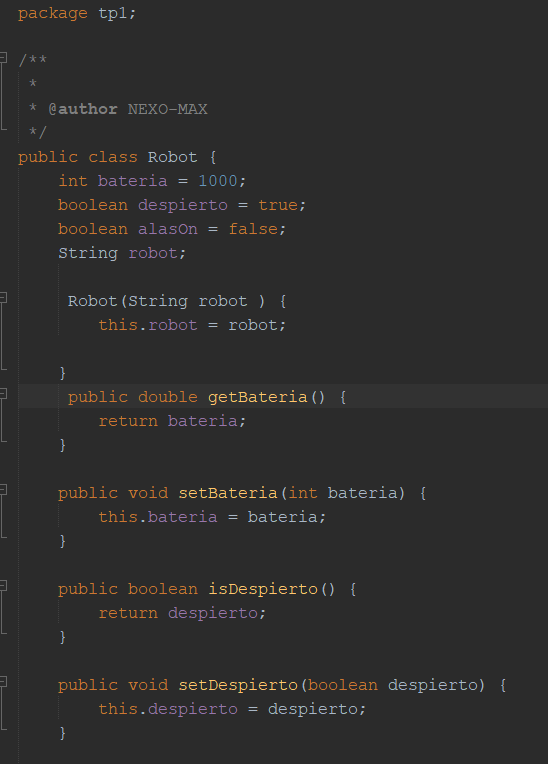 package tp1;
/**
 *
 * @author NEXO-MAX
 */
public class Robot {
    int bateria = 1000;
    boolean despierto = true;
    boolean alasOn = false;
    String robot;
     Robot(String robot ) {
        this.robot = robot;
    }
     public double getBateria() {
        return bateria;
    }
    public void setBateria(int bateria) {
        this.bateria = bateria;
    }
    public boolean isDespierto() {
        return despierto;
    }
    public void setDespierto(boolean despierto) {
        this.despierto = despierto;
    }